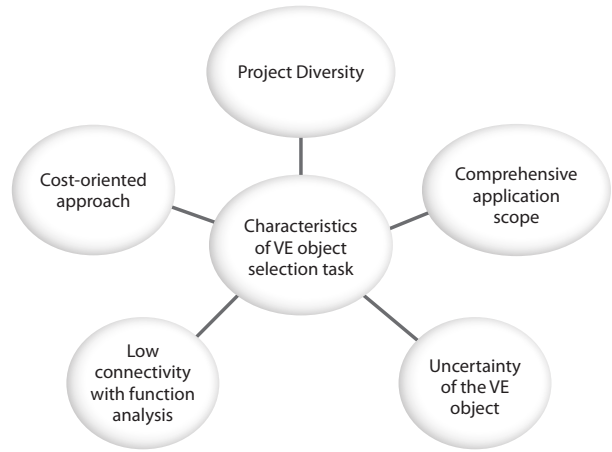 Project Diversity
Cost-oriented
approach
Comprehensive
application
scope
Characteristics
of VE object
selection task
Low
connectivity
with function
analysis
Uncertainty
of the VE
object